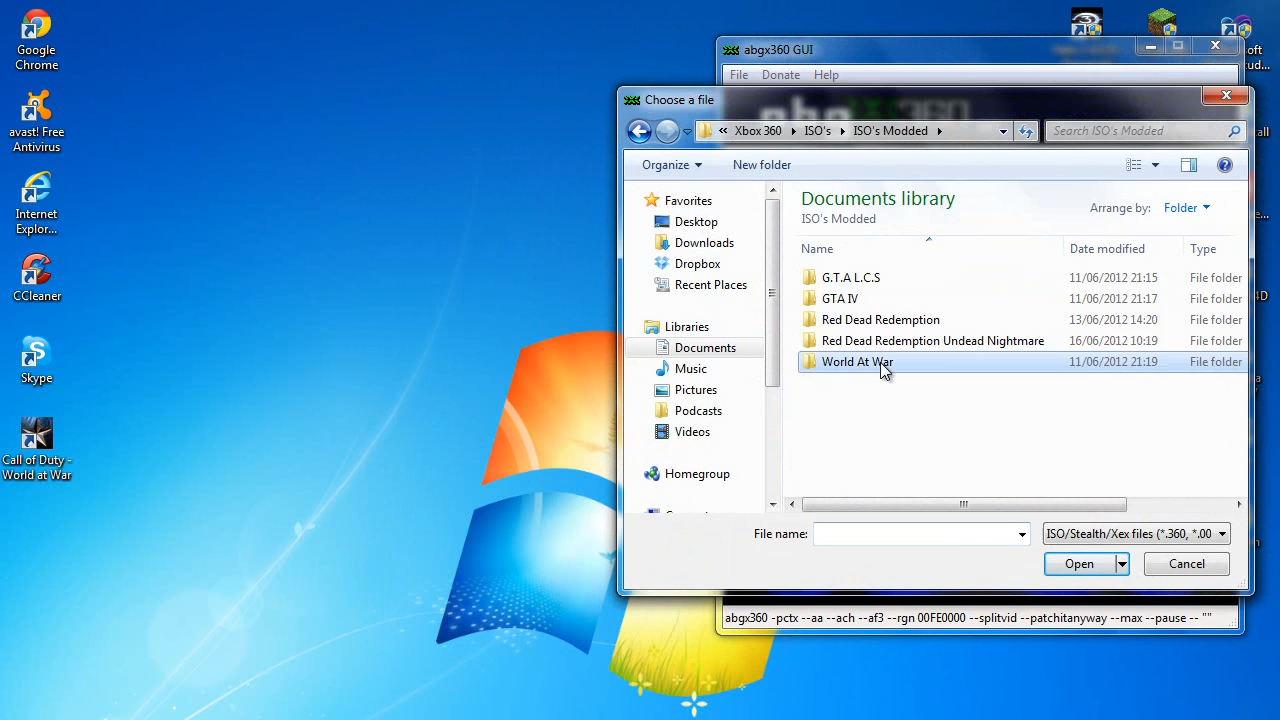 Google
Chrome
avast! Free
Antivirus
Internet
Explor...
CCleaner
Skype
Call of Duty -
World at War
abgx360 GUI
File Donate Help
Choose a file
« Xbox 360 ISO's ISO's Modded
Search ISO's Modded
Organize New folder
Favorites
Desktop
Downloads
Dropbox
Recent Places
Libraries
Documents
Music
Pictures
Podcasts
Videos
Homegroup
Documents library
ISO's Modded
Arrange by: Folder
Name Date modified Type
G.T.A L.C.S 11/06/2012 21:15 File folder
GTA IV 11/06/2012 21:17 File folder
Red Dead Redemption 13/06/2012 14:20 File folder
Red Dead Redemption Undead Nightmare 16/06/2012 10:19 File folder
World At War 11/06/2012 21:19 File folder
File name:
ISO/Stealth/Xex files (*.360, *.00
Open Cancel
abgx360 -pctx --aa --ach --af3 --rgn 00FE0000 --splitvid --patchitanyway --max --pause -- ""